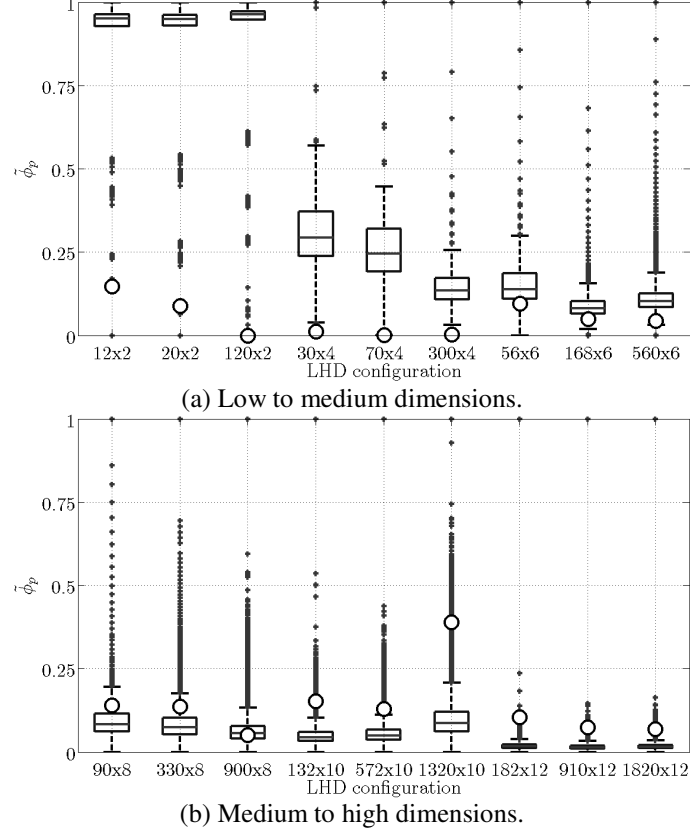 1
0.75
0.5
0.25
0
ϕ̃p
12x2 20x2 120x2 30x4 70x4 300x4 56x6 168x6 560x6
LHD configuration
(a) Low to medium dimensions.
1
0.75
0.5
0.25
0
ϕ̃p
90x8 330x8 900x8 132x10 572x10 1320x10 182x12 910x12 1820x12
LHD configuration
(b) Medium to high dimensions.